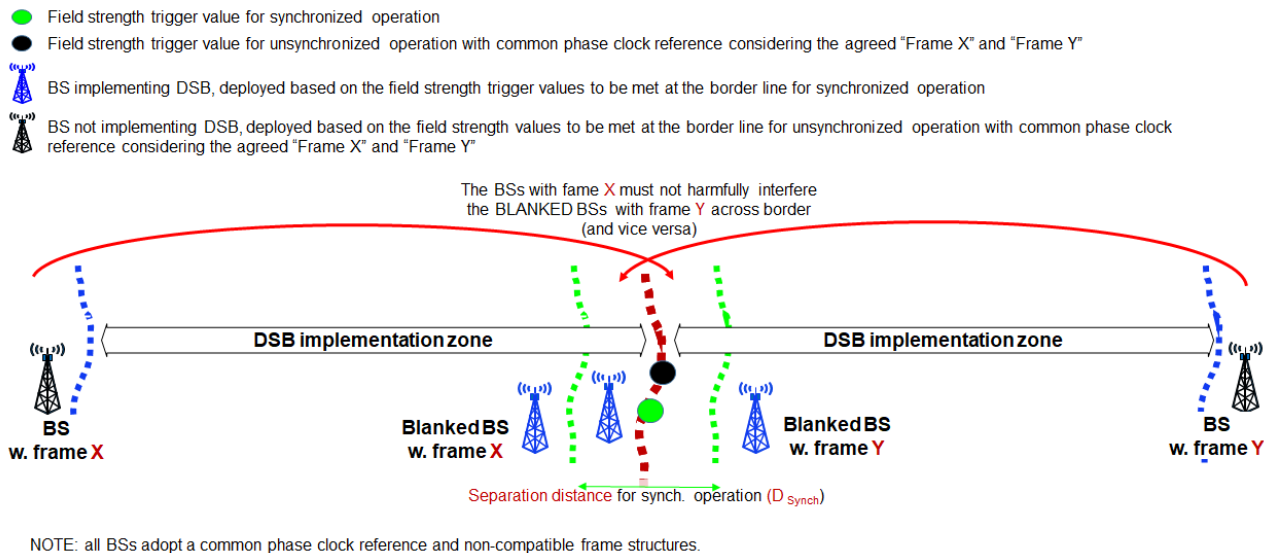 Field strength trigger value for synchronized operation
Field strength trigger value for unsynchronized operation with common phase clock reference considering the agreed “Frame X” and “Frame Y”
BS implementing DSB, deployed based on the field strength trigger values to be met at the border line for synchronized operation
BS not implementing DSB, deployed based on the field strength values to be met at the border line for unsynchronized operation with common phase clock
reference considering the agreed “Frame X” and “Frame Y”
The BSs with fame X must not harmfully interfere
the BLANKED BSs with frame Y across border
(and vice versa)
DSB implementation zone
DSB implementation zone
BS
w. frame X
Blanked BS
w. frame X
Blanked BS
w. frame Y
BS
w. frame Y
Separation distance for synch. operation (D Synch)
NOTE: all BSs adopt a common phase clock reference and non-compatible frame structures.